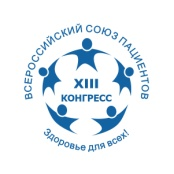 ВСЕРОССИЙСКИЙ СОЮЗ ПАЦИЕНТОВ
XIII
КОНГРЕСС
Здоровье для всех!